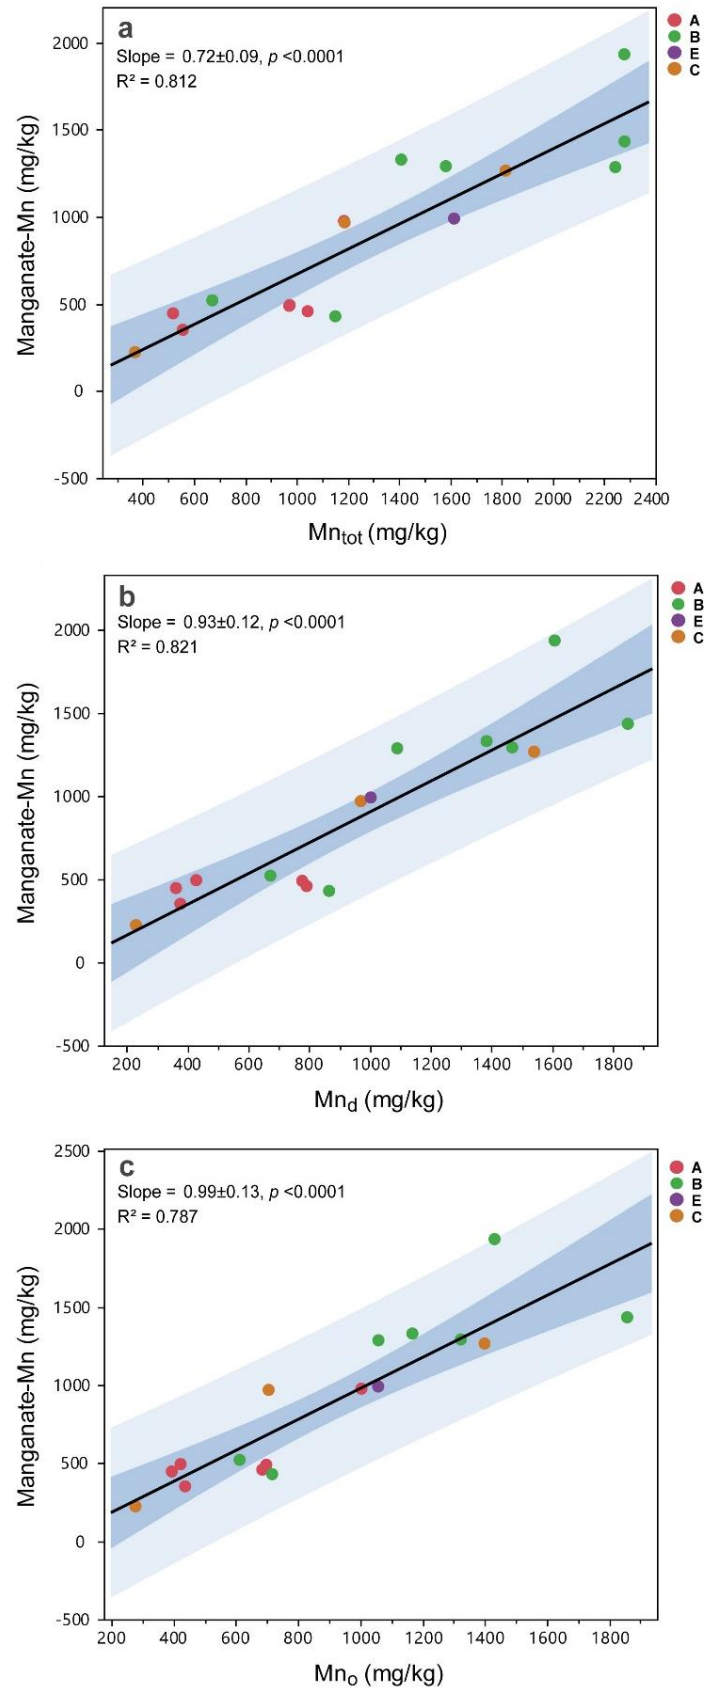 a
Slope = 0.72±0.09, p <0.0001
R² = 0.812
A
B
E
C
Manganate-Mn (mg/kg)
2000
1500
1000
500
0
-500
400 600 800 1000 1200 1400 1600 1800 2000 2200 2400
Mntot (mg/kg)
b
Slope = 0.93±0.12, p <0.0001
R² = 0.821
A
B
E
C
Manganate-Mn (mg/kg)
2000
1500
1000
500
0
-500
200 400 600 800 1000 1200 1400 1600 1800
Mnd (mg/kg)
c
Slope = 0.99±0.13, p <0.0001
R² = 0.787
A
B
E
C
Manganate-Mn (mg/kg)
2500
2000
1500
1000
500
0
-500
200 400 600 800 1000 1200 1400 1600 1800
Mno (mg/kg)